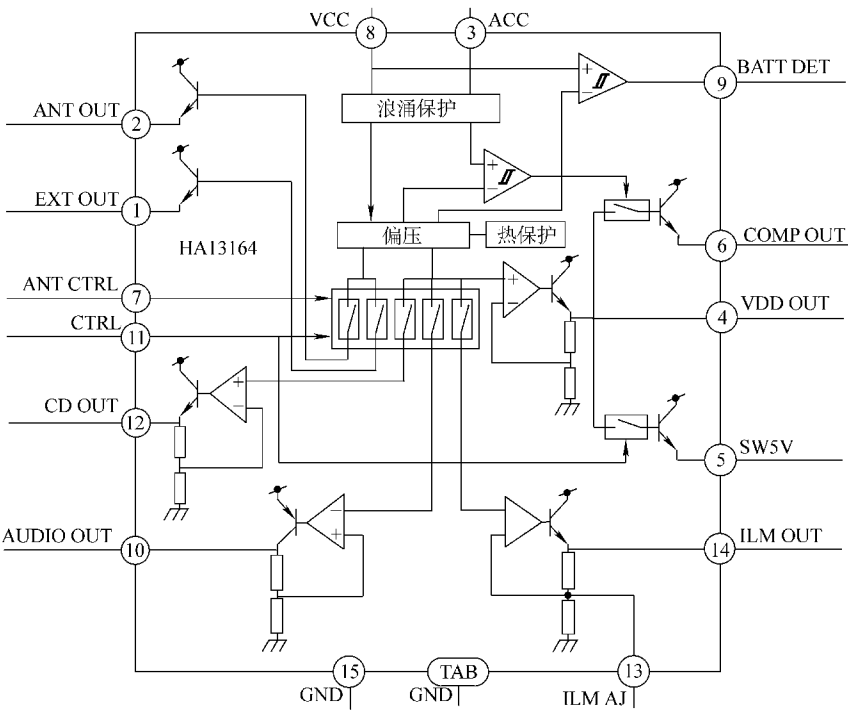 VCC
8
3
ACC
BATT DET
9
ANT OUT
2
浪涌保护
+
−
+
−
EXT OUT
1
HA13164
偏压
热保护
6
COMP OUT
ANT CTRL
7
CTRL
11
+
−
4
VDD OUT
CD OUT
12
+
−
5
SW5V
AUDIO OUT
10
−
+
14
ILM OUT
15
GND
TAB
GND
13
ILM AJ